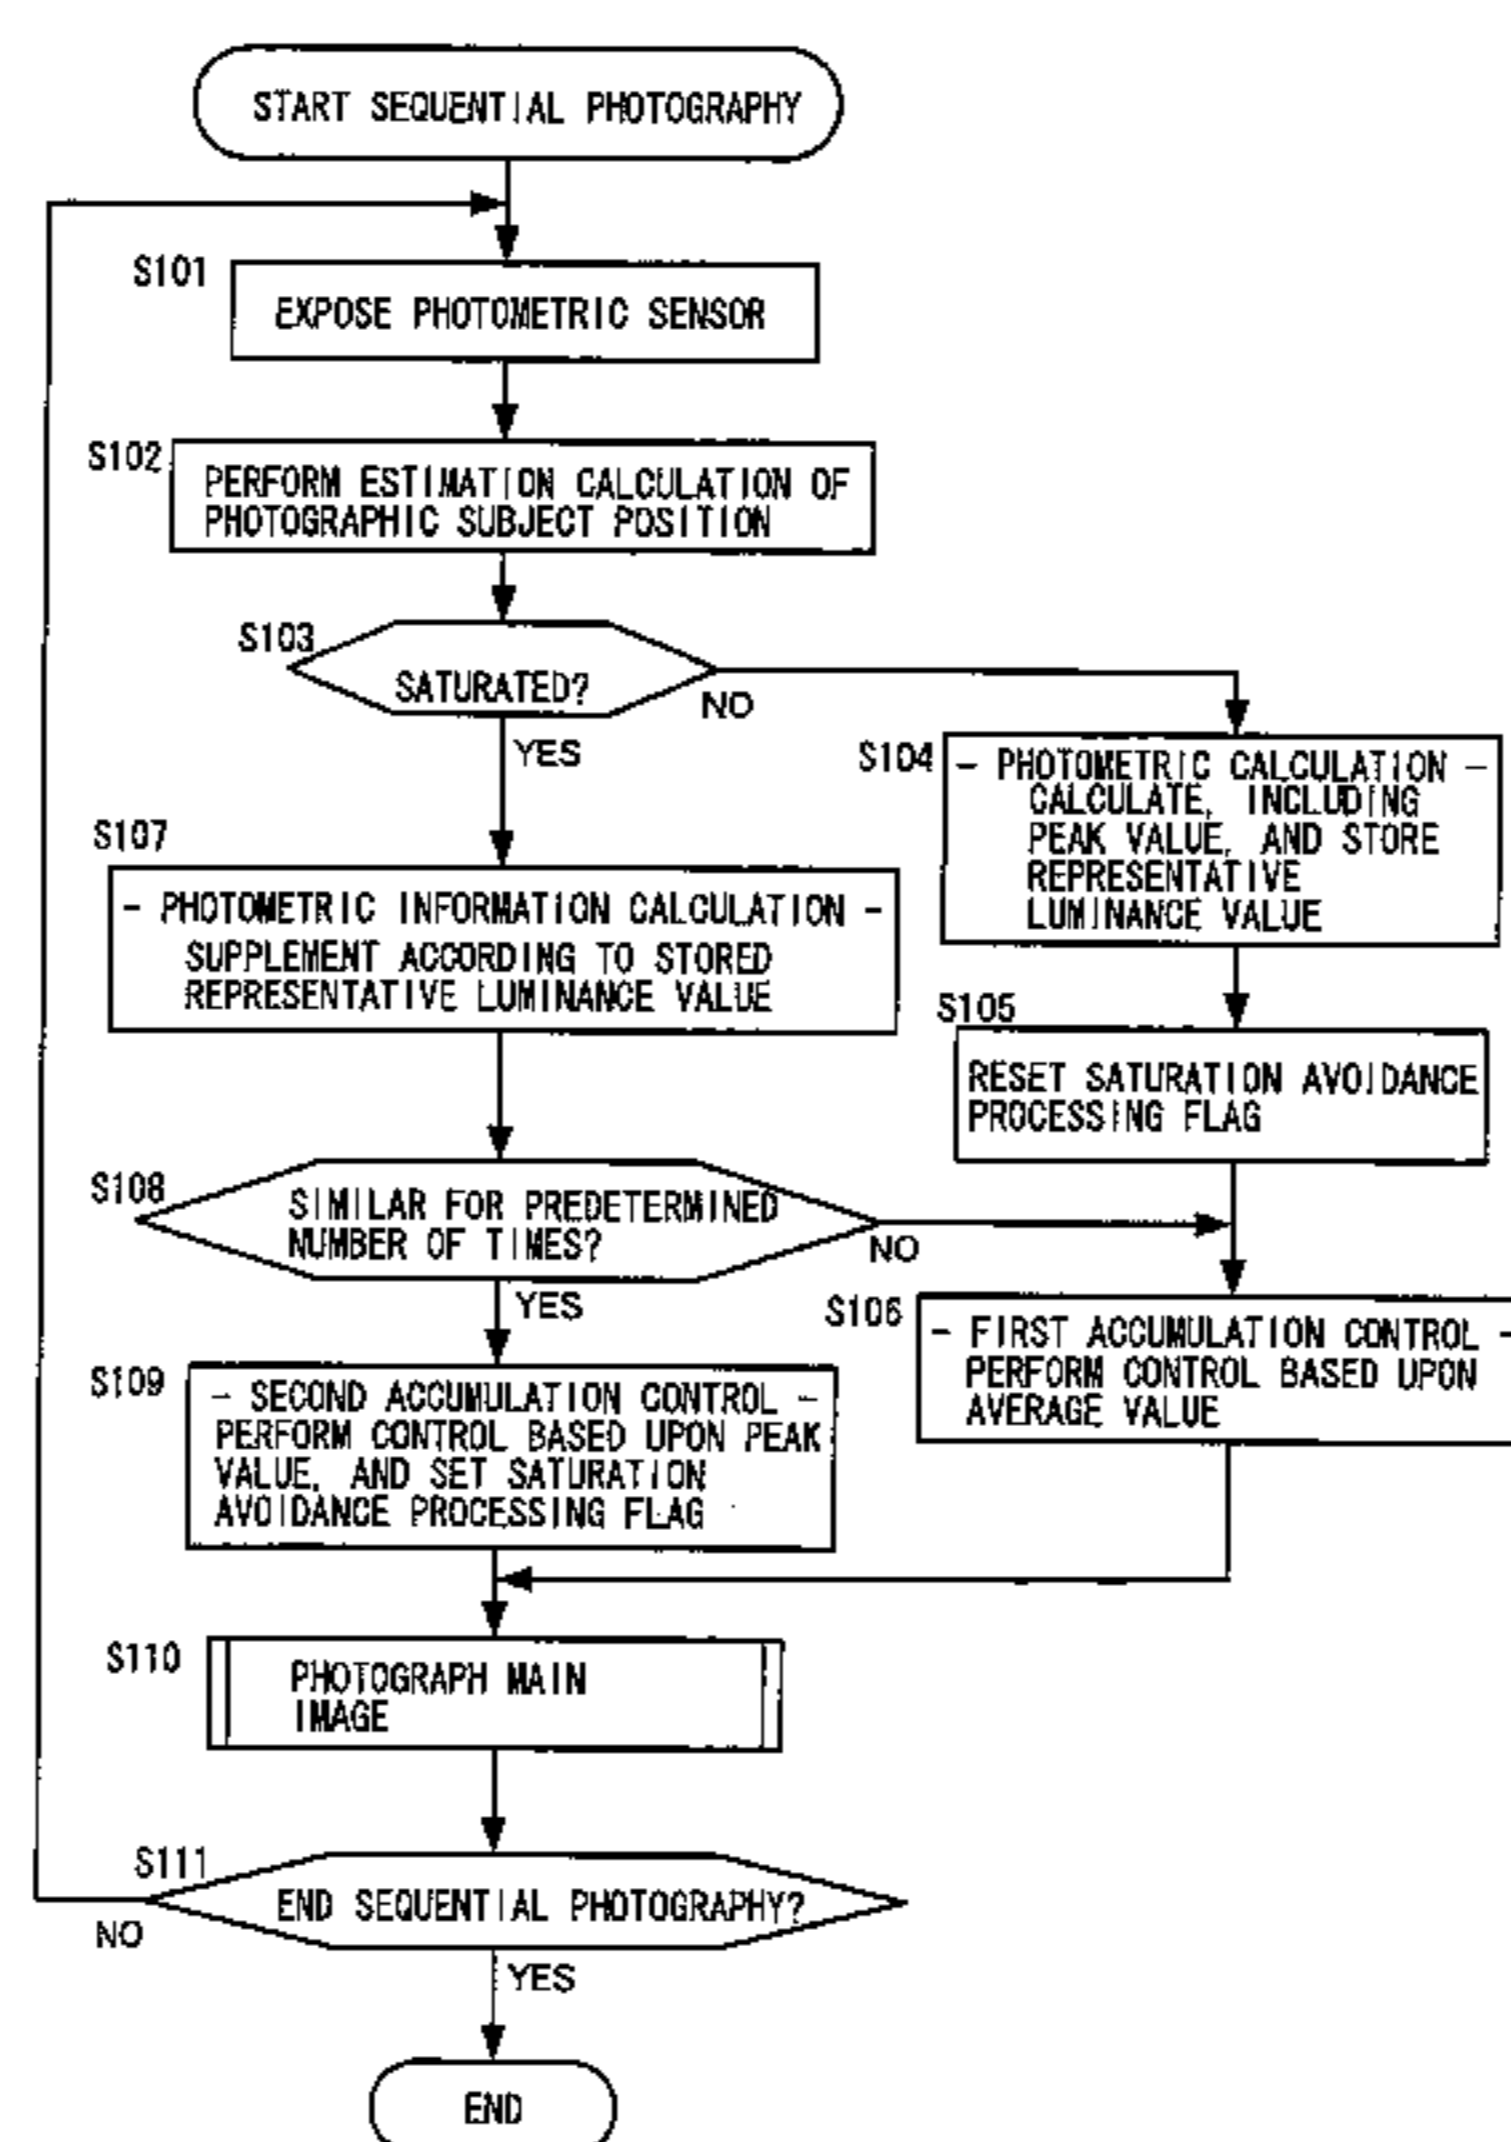 START SEQUENTIAL PHOTOGRAPHY
S101
EXPOSE PHOTOMETRIC SENSOR
S102
PERFORM ESTIMATION CALCULATION OF
PHOTOGRAPHIC SUBJECT POSITION
S103
SATURATED?
NO
YES
S104
- PHOTOMETRIC CALCULATION -
CALCULATE, INCLUDING
PEAK VALUE, AND STORE
REPRESENTATIVE
LUMINANCE VALUE
S107
- PHOTOMETRIC INFORMATION CALCULATION -
SUPPLEMENT ACCORDING TO STORED
REPRESENTATIVE LUMINANCE VALUE
S105
RESET SATURATION AVOIDANCE
PROCESSING FLAG
S108
SIMILAR FOR PREDETERMINED
NUMBER OF TIMES?
NO
YES
S106
- FIRST ACCUMULATION CONTROL -
PERFORM CONTROL BASED UPON
AVERAGE VALUE
S109
- SECOND ACCUMULATION CONTROL -
PERFORM CONTROL BASED UPON PEAK
VALUE, AND SET SATURATION
AVOIDANCE PROCESSING FLAG
S110
PHOTOGRAPH MAIN
IMAGE
S111
END SEQUENTIAL PHOTOGRAPHY?
NO
YES
END